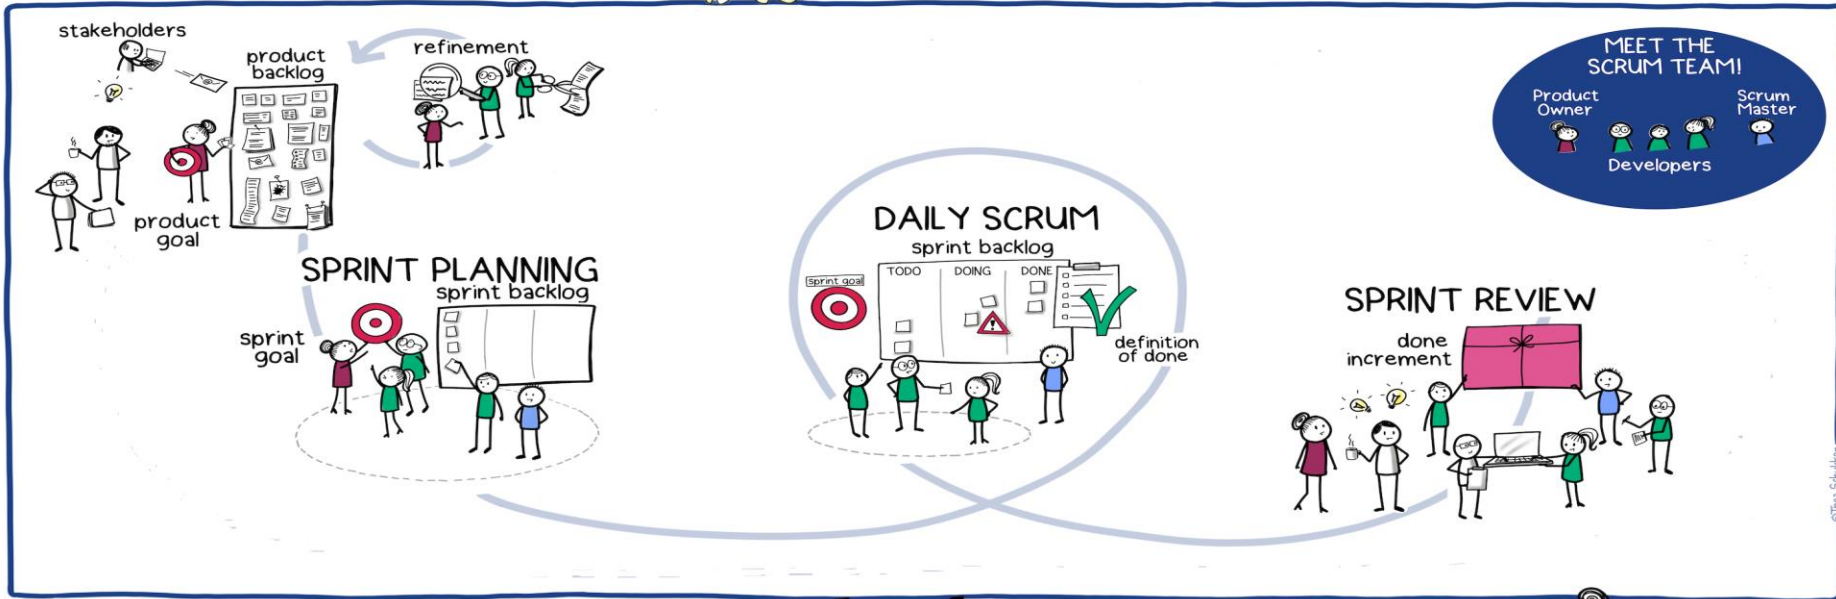 stakeholders
product
backlog
refinement
product
goal
MEET THE
SCRUM TEAM!
Product
Owner
Scrum
Master
Developers
SPRINT PLANNING
sprint backlog
sprint
goal
DAILY SCRUM
sprint backlog
sprint goal
TODO
DOING
DONE
definition
of done
SPRINT REVIEW
done
increment